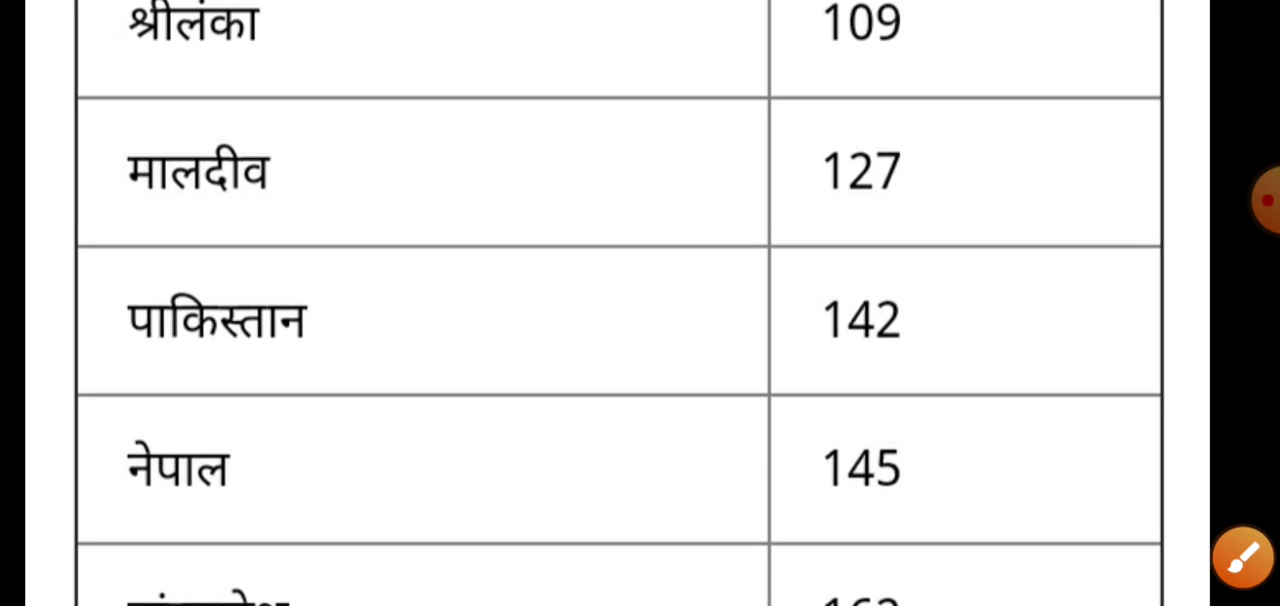 श्रीलंका 109
मालदीव 127
पाकिस्तान 142
नेपाल 145